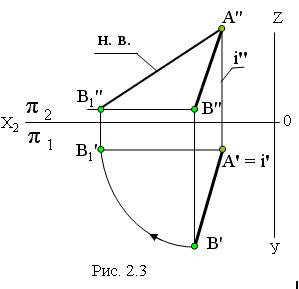 A"
Z
н. в.
i"
B₁"
B"
π₂
X₂
0
π₁
B₁'
A' = i'
B'
y
Рис. 2.3